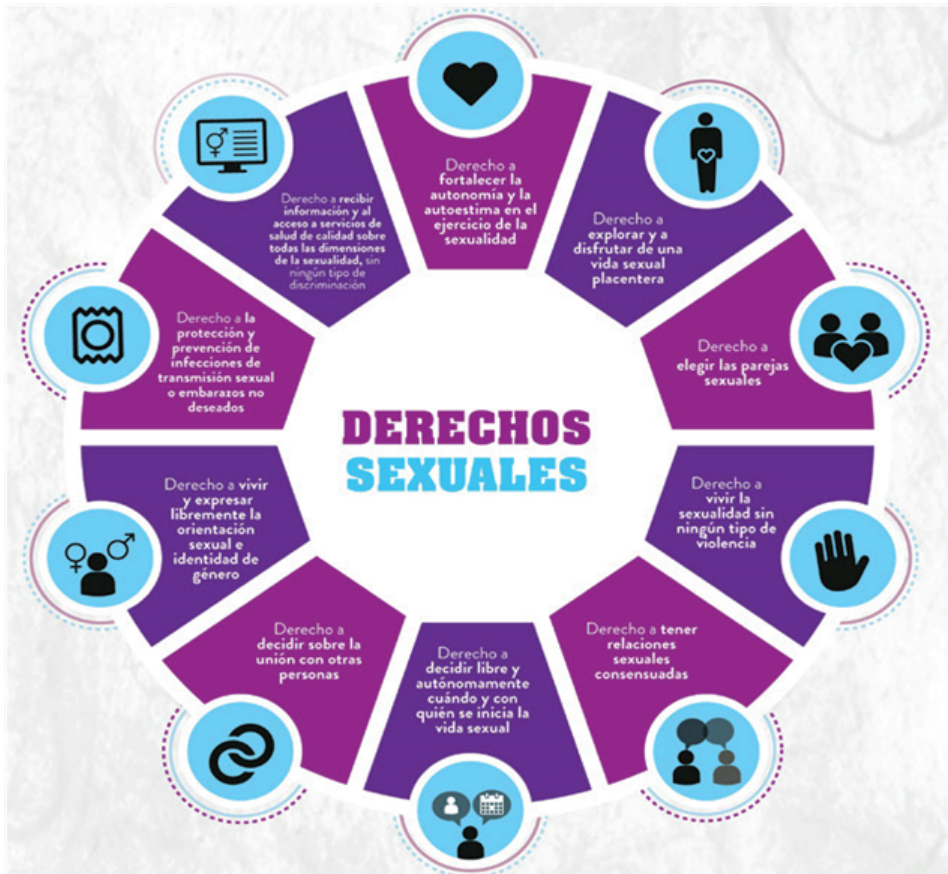 DERECHOS
SEXUALES
Derecho a
fortalecer la
autonomía y la
autoestima en el
ejercicio de la
sexualidad
Derecho a
explorar y a
disfrutar de una
vida sexual
placentera
Derecho a
elegir las parejas
sexuales
Derecho a
vivir la
sexualidad sin
ningún tipo de
violencia
Derecho a tener
relaciones
sexuales
consensuadas
Derecho a
decidir libre y
autónomamente
cuándo y con
quién se inicia la
vida sexual
Derecho a
decidir sobre la
unión con otras
personas
Derecho a vivir
y expresar
libremente la
orientación
sexual e
identidad de
género
Derecho a la
protección y
prevención de
infecciones de
transmisión sexual
o embarazos no
deseados
Derecho a recibir
información y al
acceso a servicios de
salud de calidad sobre
todas las dimensiones
de la sexualidad, sin
ningún tipo de
discriminación